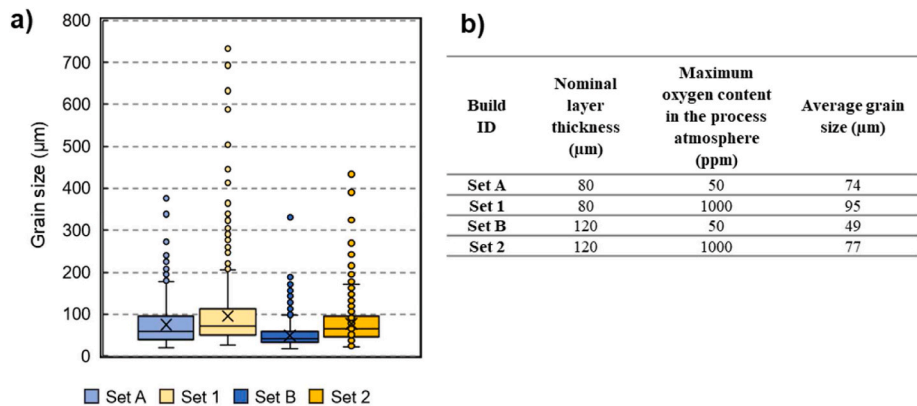 a)
Grain size (µm)
800
700
600
500
400
300
200
100
0
Set A Set 1 Set B Set 2
b)
Build ID Nominal layer thickness (µm) Maximum oxygen content in the process atmosphere (ppm) Average grain size (µm)
Set A 80 50 74
Set 1 80 1000 95
Set B 120 50 49
Set 2 120 1000 77